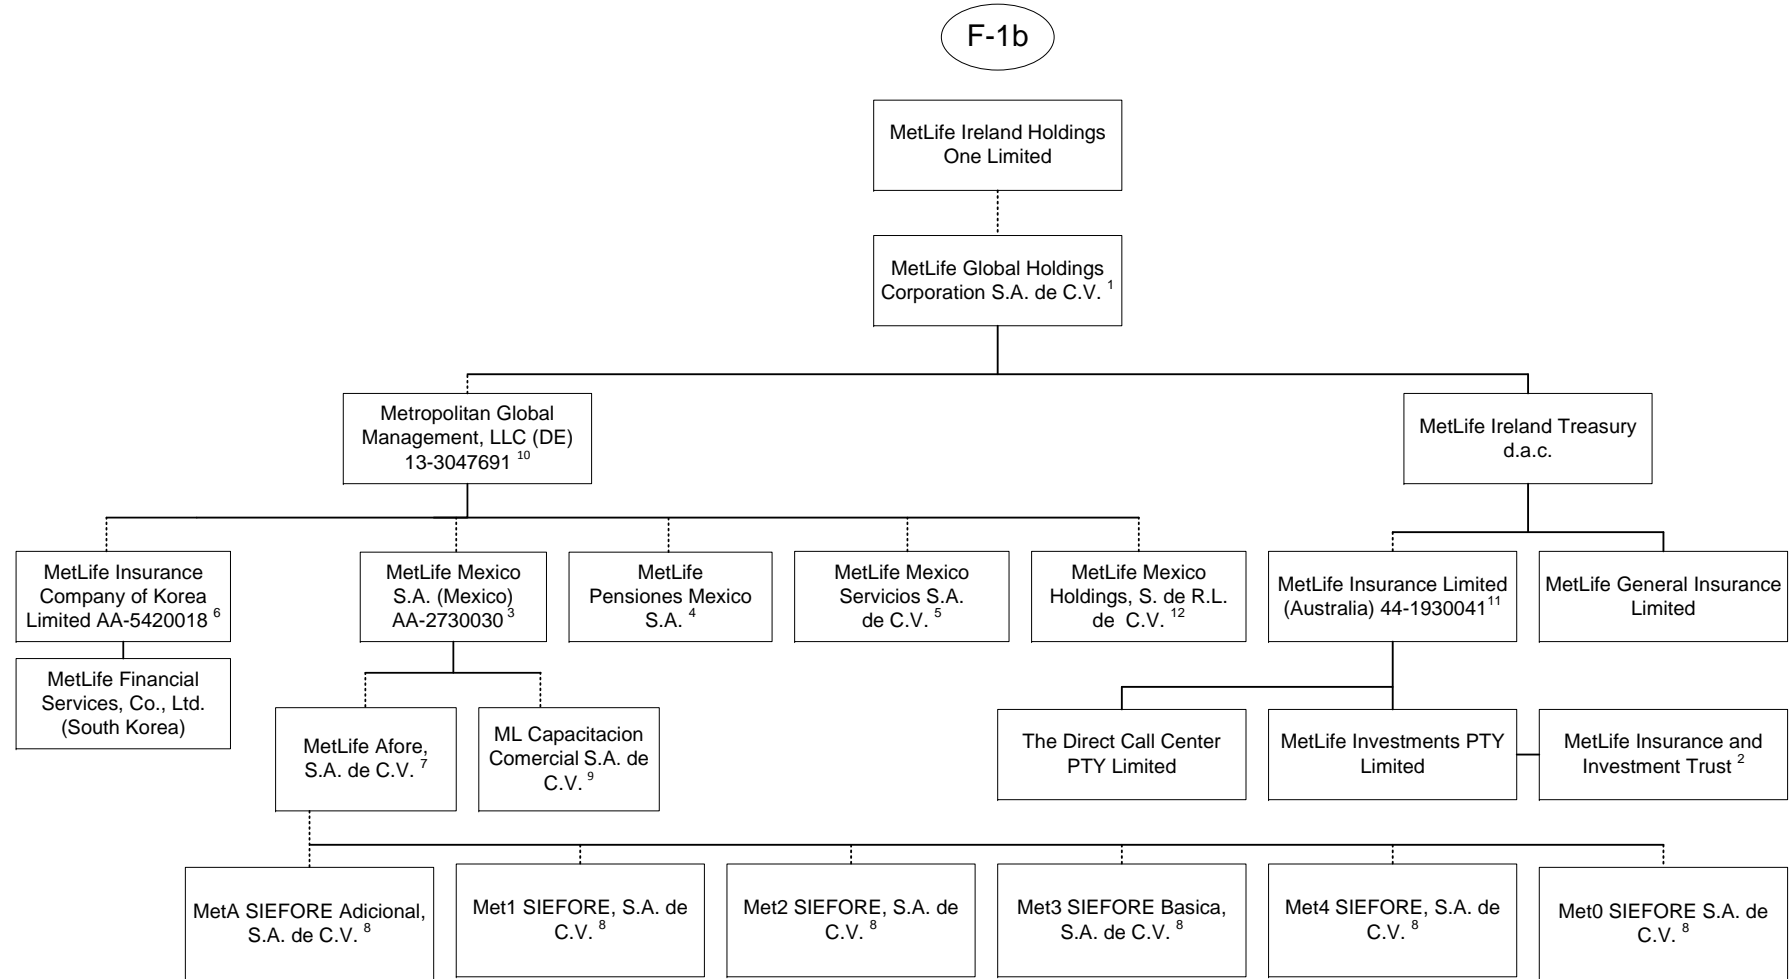 F-1b
MetLife Ireland Holdings
One Limited
MetLife Global Holdings
Corporation S.A. de C.V. 1
Metropolitan Global
Management, LLC (DE)
13-3047691 10
MetLife Ireland Treasury
d.a.c.
MetLife Insurance
Company of Korea
Limited AA-5420018 6
MetLife Mexico
S.A. (Mexico)
AA-2730030 3
MetLife
Pensiones Mexico
S.A. 4
MetLife Mexico
Servicios S.A.
de C.V. 5
MetLife Mexico
Holdings, S. de R.L.
de C.V. 12
MetLife Insurance Limited
(Australia) 44-1930041 11
MetLife General Insurance
Limited
MetLife Financial
Services, Co., Ltd.
(South Korea)
MetLife Afore,
S.A. de C.V. 7
ML Capacitacion
Comercial S.A. de
C.V. 9
The Direct Call Center
PTY Limited
MetLife Investments PTY
Limited
MetLife Insurance and
Investment Trust 2
MetA SIEFORE Adicional,
S.A. de C.V. 8
Met1 SIEFORE, S.A. de
C.V. 8
Met2 SIEFORE, S.A. de
C.V. 8
Met3 SIEFORE Basica,
S.A. de C.V. 8
Met4 SIEFORE, S.A. de
C.V. 8
Met0 SIEFORE S.A. de
C.V. 8